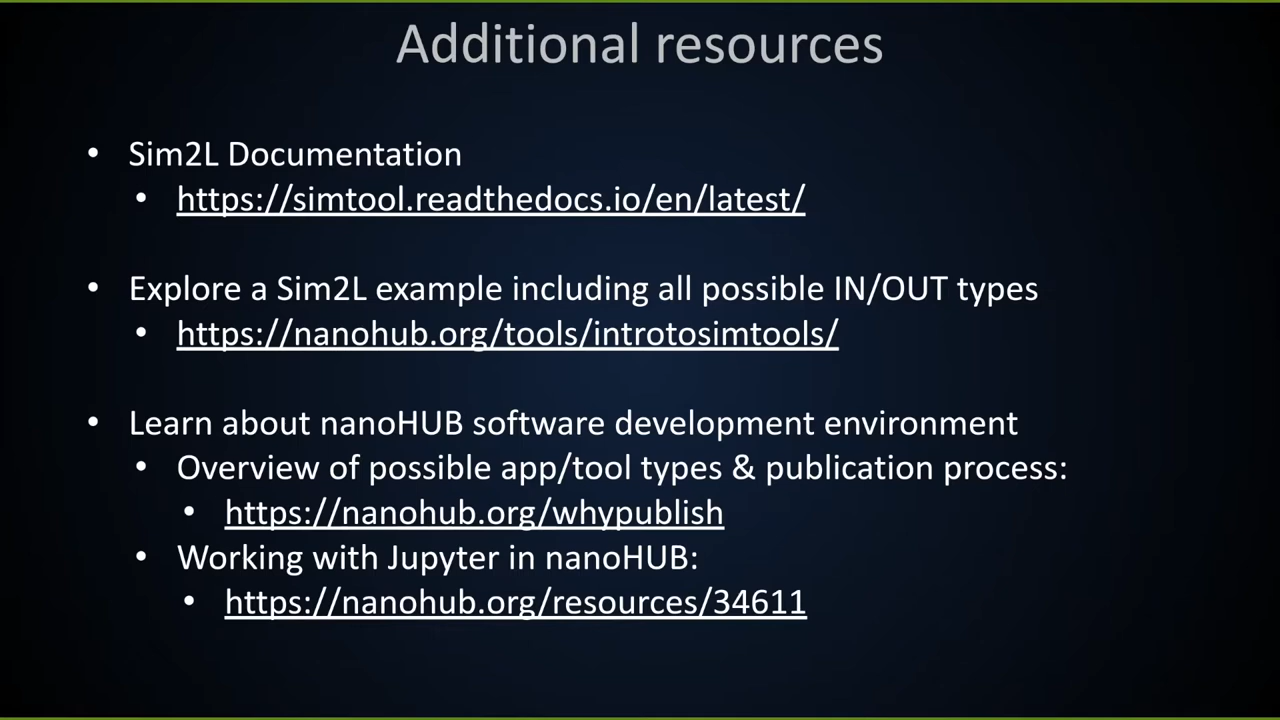 Additional resources
• Sim2L Documentation
• https://simtool.readthedocs.io/en/latest/
• Explore a Sim2L example including all possible IN/OUT types
• https://nanohub.org/tools/introtosimtools/
• Learn about nanoHUB software development environment
• Overview of possible app/tool types & publication process:
• https://nanohub.org/whypublish
• Working with Jupyter in nanoHUB:
• https://nanohub.org/resources/34611